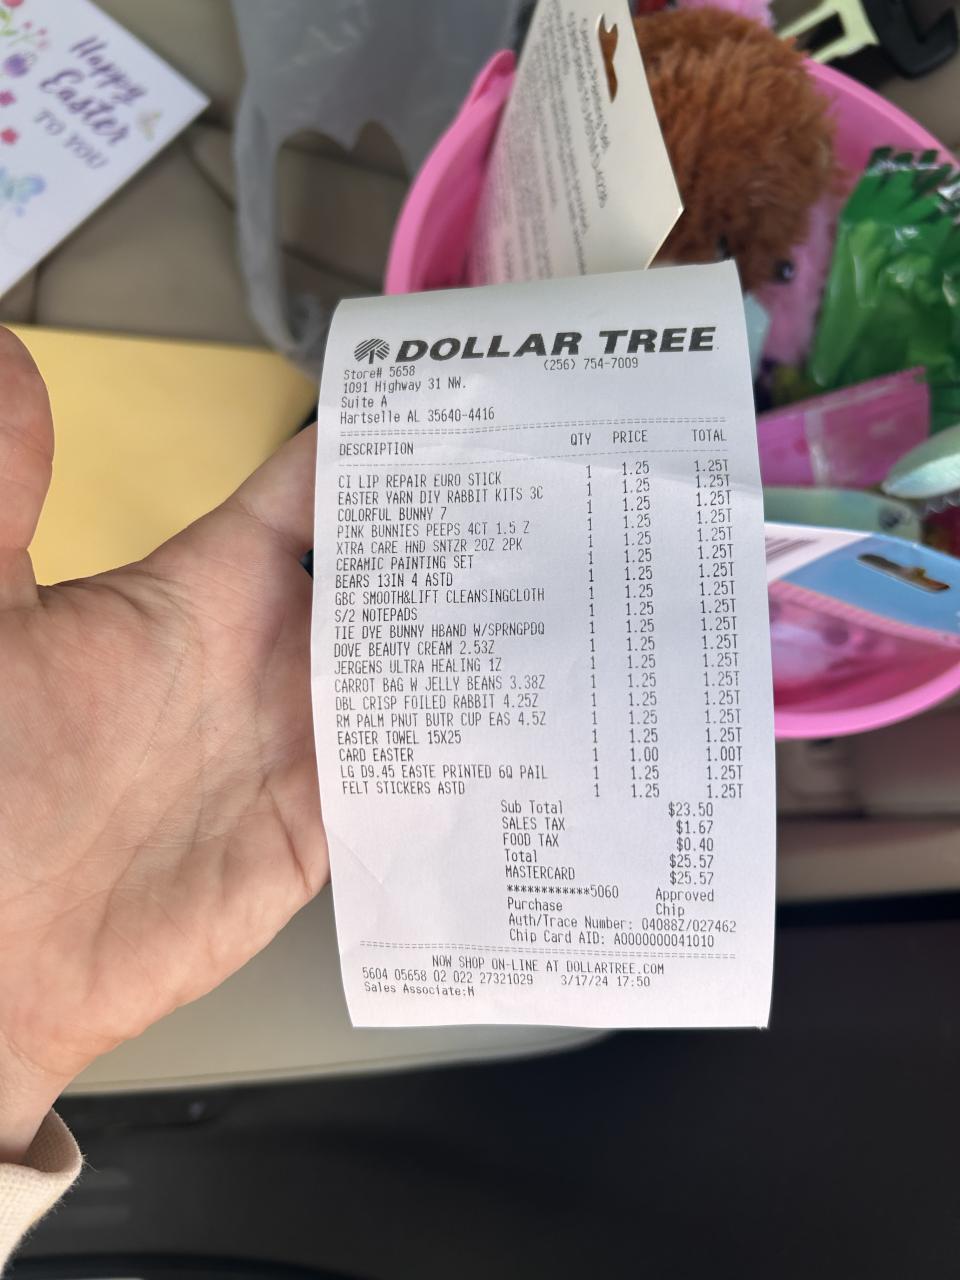 Happy
Easter
TO YOU
DOLLAR TREE
Store# 5658 (256) 754-7009
1091 Highway 31 NW.
Suite A
Hartselle AL 35640-4416
DESCRIPTION QTY PRICE TOTAL
CI LIP REPAIR EURO STICK 1 1.25 1.25T
EASTER YARN DIY RABBIT KITS 3C 1 1.25 1.25T
COLORFUL BUNNY 7 1 1.25 1.25T
PINK BUNNIES PEEPS 4CT 1.5 Z 1 1.25 1.25T
XTRA CARE HND SNTZR 2OZ 2PK 1 1.25 1.25T
CERAMIC PAINTING SET 1 1.25 1.25T
BEARS 13IN 4 ASTD 1 1.25 1.25T
GBC SMOOTH&LIFT CLEANSINGCLOTH 1 1.25 1.25T
S/2 NOTEPADS 1 1.25 1.25T
TIE DYE BUNNY HBAND W/SPRNGPDQ 1 1.25 1.25T
DOVE BEAUTY CREAM 2.53Z 1 1.25 1.25T
JERGENS ULTRA HEALING 1Z 1 1.25 1.25T
CARROT BAG W JELLY BEANS 3.38Z 1 1.25 1.25T
DBL CRISP FOILED RABBIT 4.25Z 1 1.25 1.25T
RM PALM PNUT BUTR CUP EAS 4.5Z 1 1.25 1.25T
EASTER TOWEL 15X25 1 1.25 1.25T
CARD EASTER 1 1.00 1.00T
LG D9.45 EASTE PRINTED 6Q PAIL 1 1.25 1.25T
FELT STICKERS ASTD 1 1.25 1.25T
Sub Total $23.50
SALES TAX $1.67
FOOD TAX $0.40
Total $25.57
MASTERCARD $25.57
************5060 Approved
Purchase Chip
Auth/Trace Number: 04088Z/027462
Chip Card AID: A0000000041010
NOW SHOP ON-LINE AT DOLLARTREE.COM
5604 05658 02 022 27321029 3/17/24 17:50
Sales Associate:M